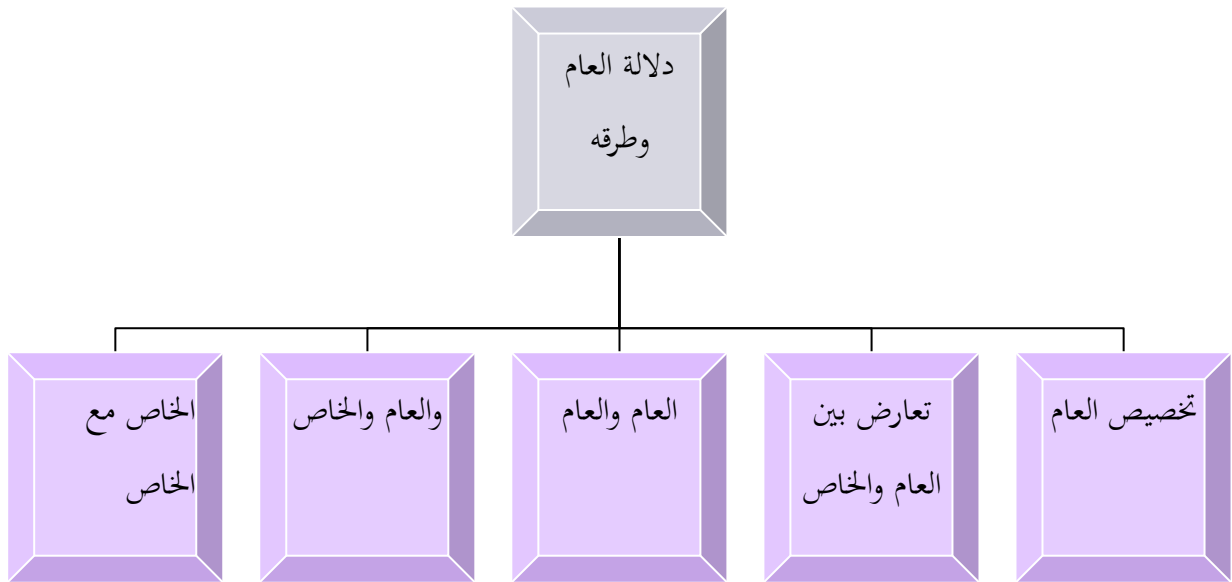 دلالة العام
وطرقه
تخصيص العام
تعارض بين
العام والخاص
العام والعام
والعام والخاص
الخاص مع
الخاص